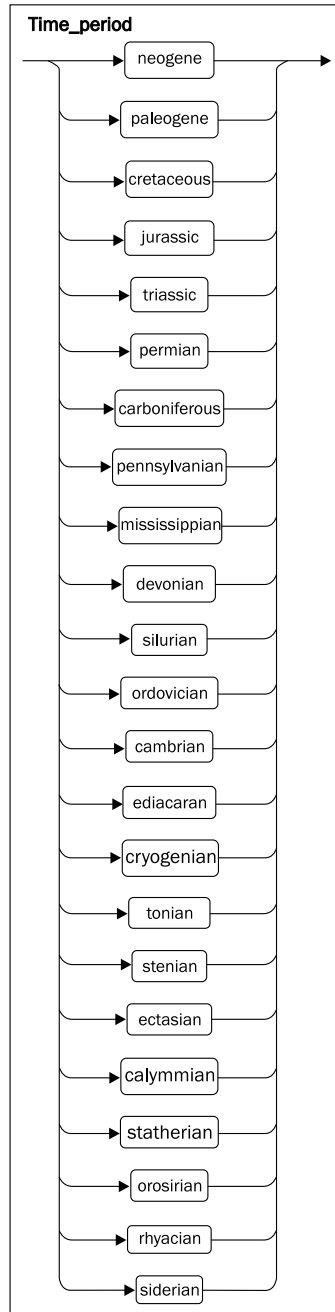 Time_period
neogene
paleogene
cretaceous
jurassic
triassic
permian
carboniferous
pennsylvanian
mississippian
devonian
silurian
ordovician
cambrian
ediacaran
cryogenian
tonian
stenian
ectasian
calymmian
statherian
orosirian
rhyacian
siderian